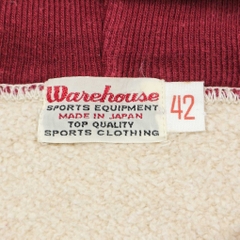 Warehouse
SPORTS EQUIPMENT
MADE IN JAPAN
TOP QUALITY
SPORTS CLOTHING
42